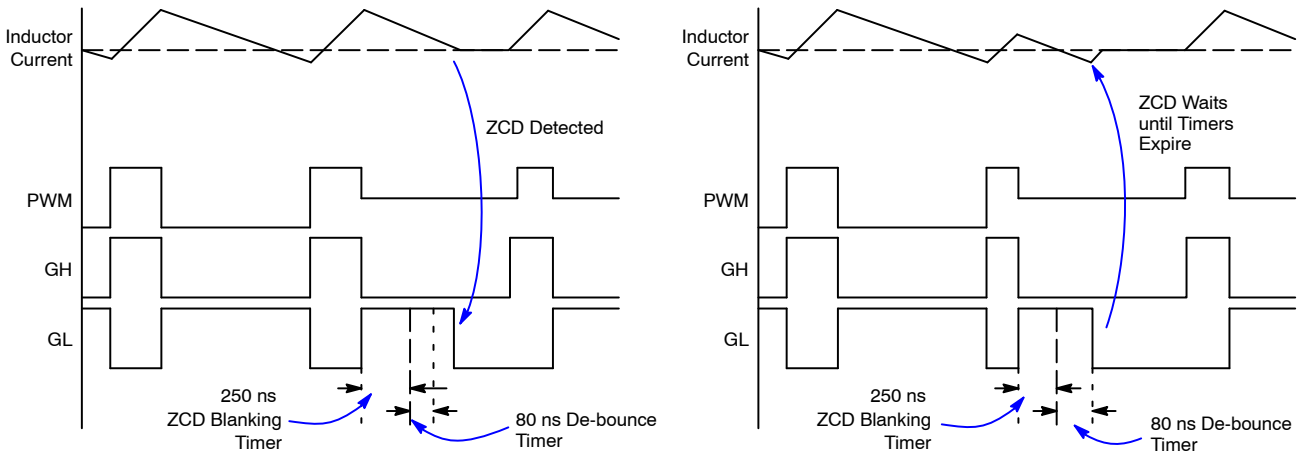 Inductor
Current
ZCD Detected
PWM
GH
GL
250 ns
ZCD Blanking
Timer
80 ns De-bounce
Timer
Inductor
Current
ZCD Waits
until Timers
Expire
PWM
GH
GL
250 ns
ZCD Blanking
Timer
80 ns De-bounce
Timer